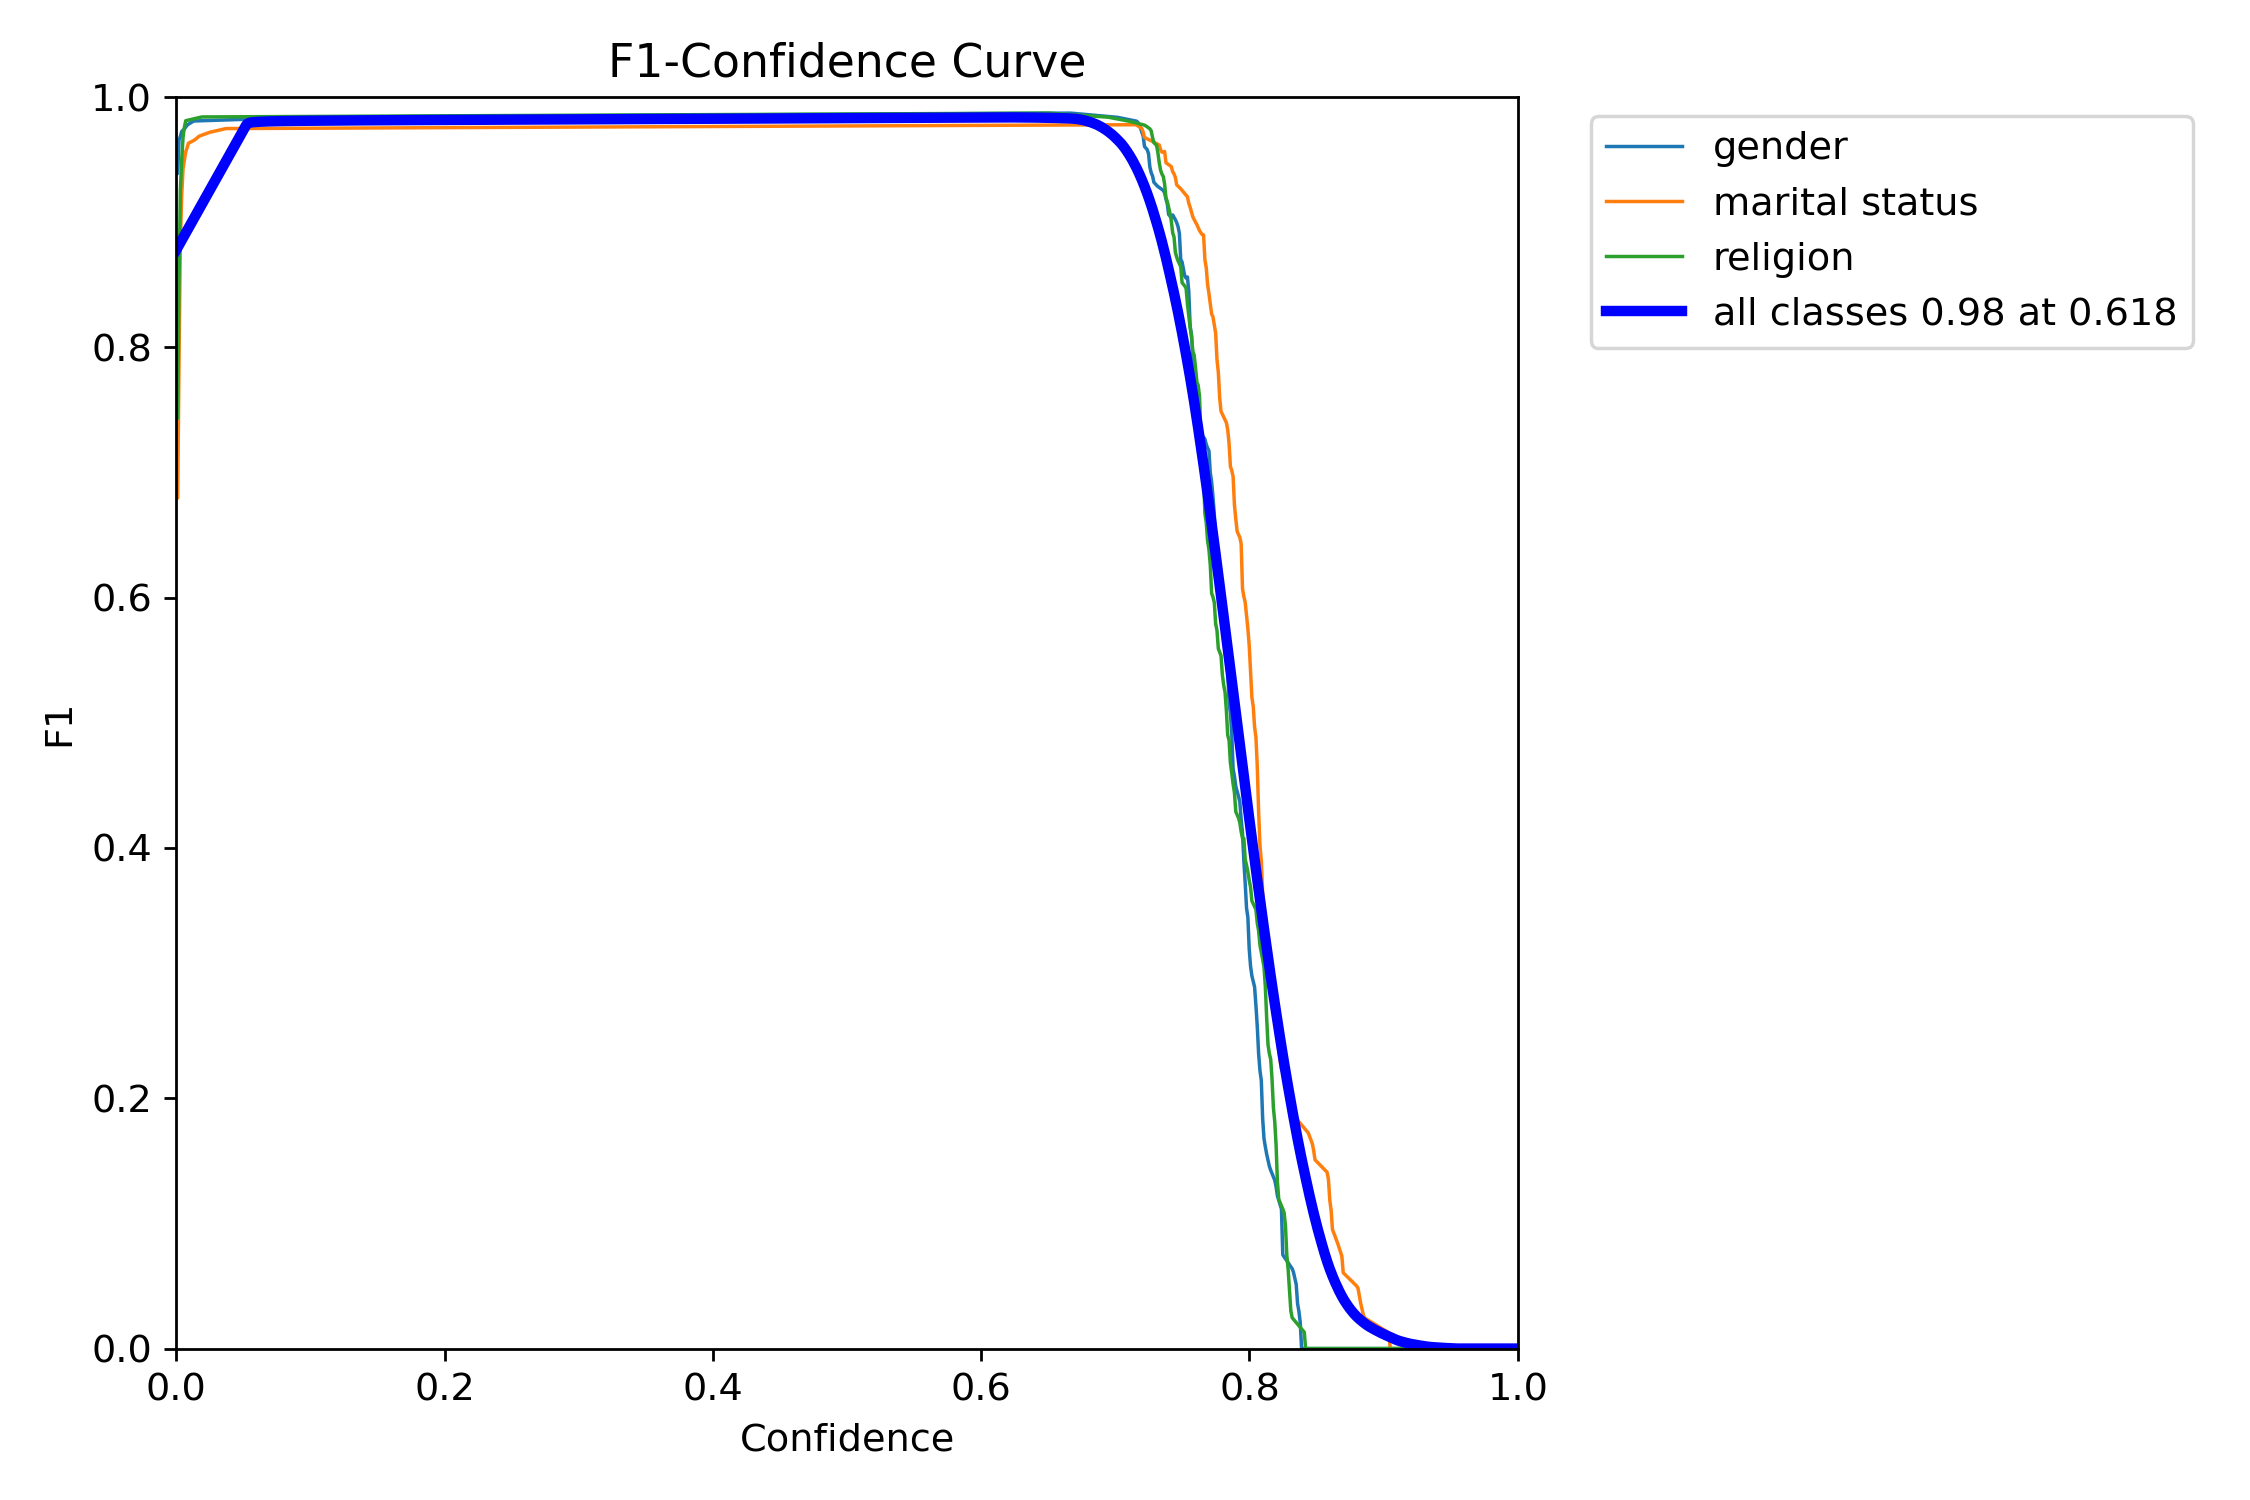 F1-Confidence Curve
1.0
0.8
0.6
0.4
0.2
0.0
F1
0.0 0.2 0.4 0.6 0.8 1.0
Confidence
gender
marital status
religion
all classes 0.98 at 0.618